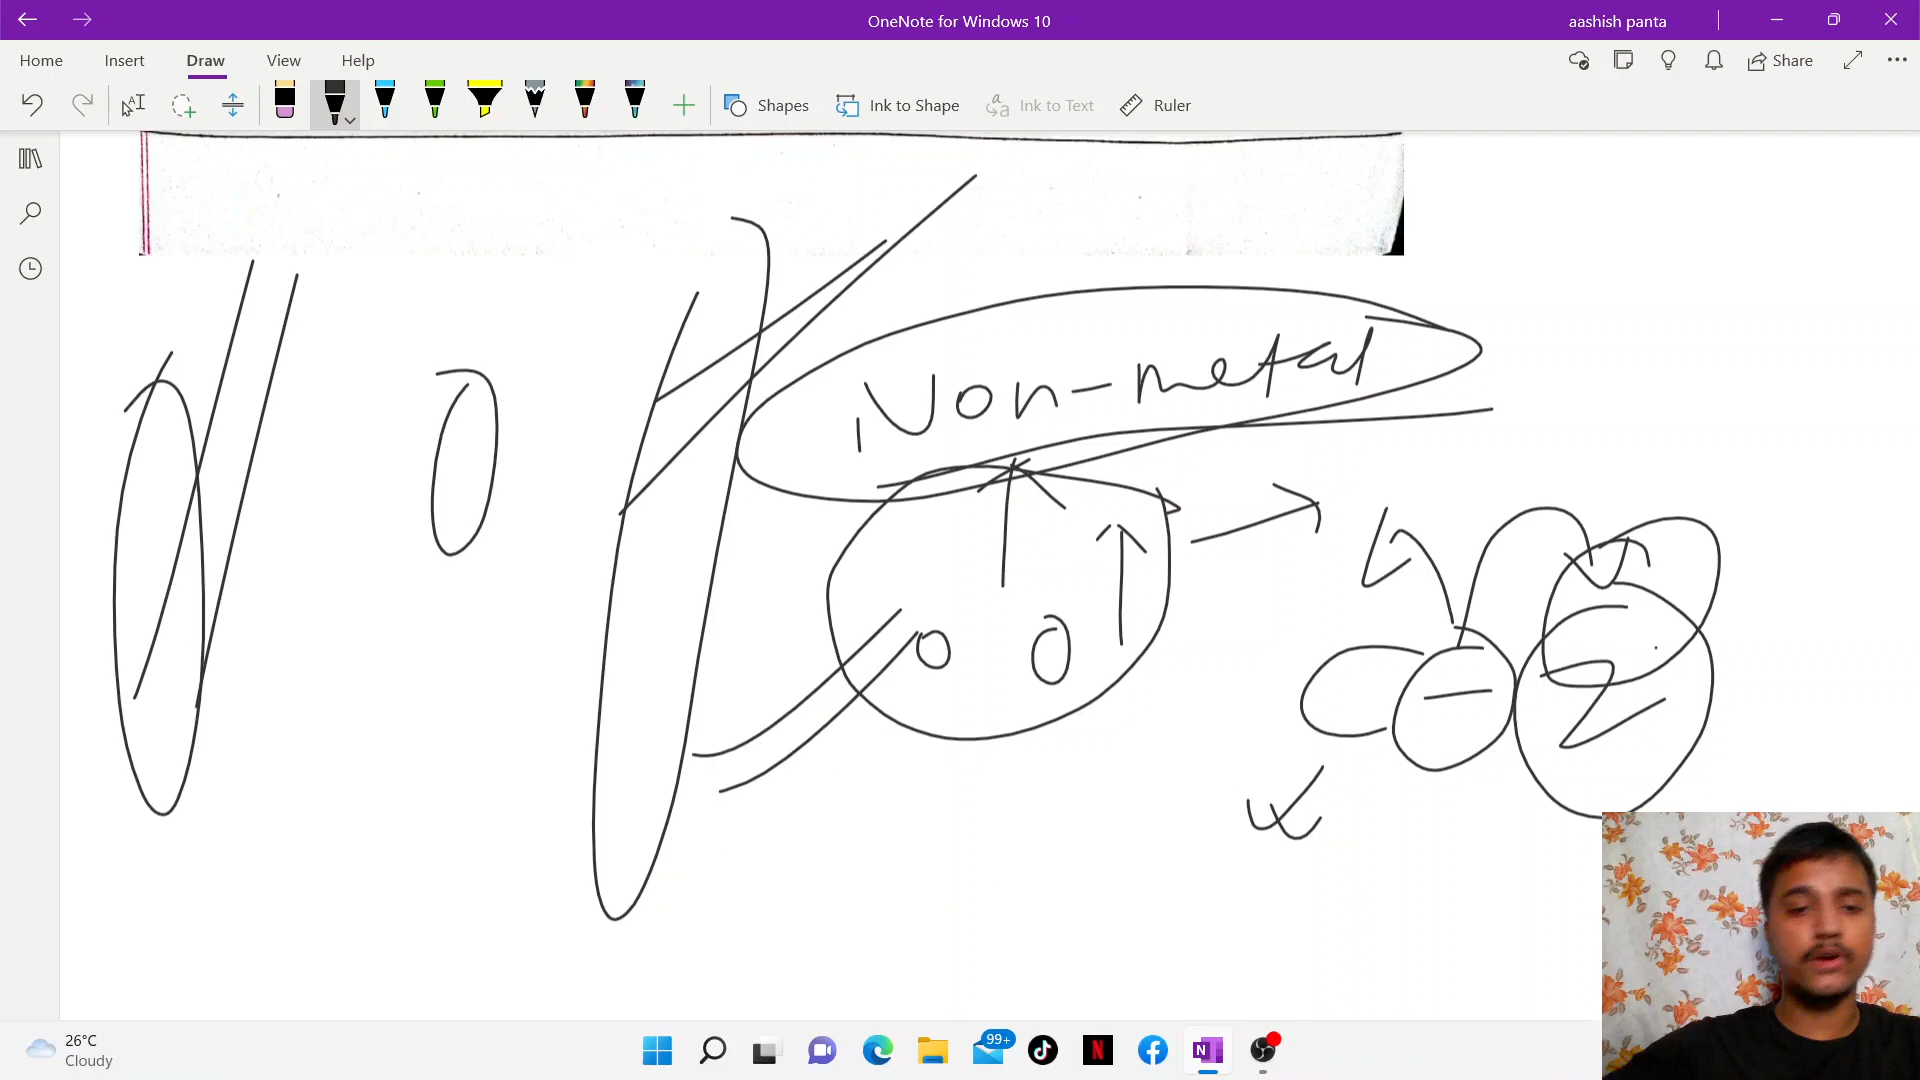 OneNote for Windows 10
aashish panta
Home Insert Draw View Help
Share
Shapes Ink to Shape Ink to Text Ruler
Non-metal
26°C
Cloudy
99+